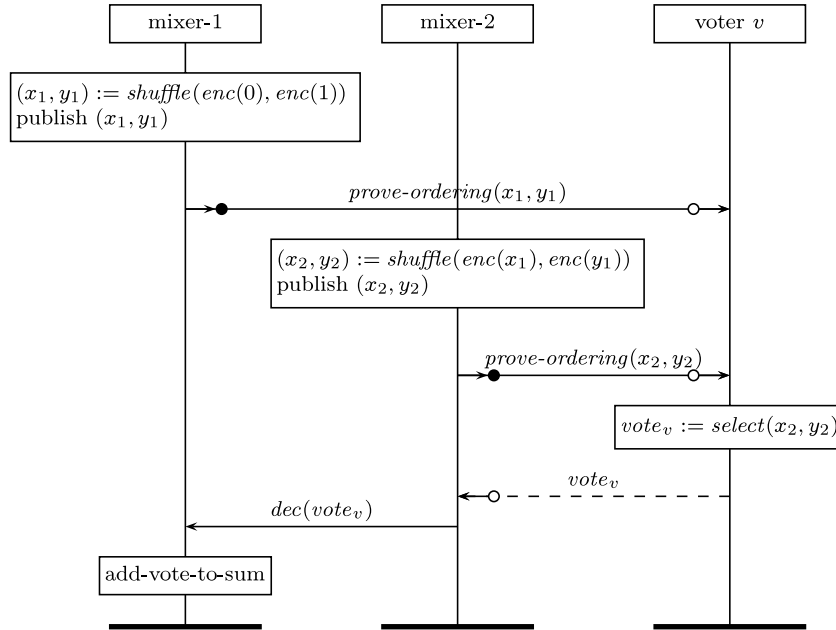 mixer-1 mixer-2 voter v
(x₁, y₁) := shuffle(enc(0), enc(1))
publish (x₁, y₁)
prove-ordering(x₁, y₁)
(x₂, y₂) := shuffle(enc(x₁), enc(y₁))
publish (x₂, y₂)
prove-ordering(x₂, y₂)
voteᵥ := select(x₂, y₂)
voteᵥ
dec(voteᵥ)
add-vote-to-sum